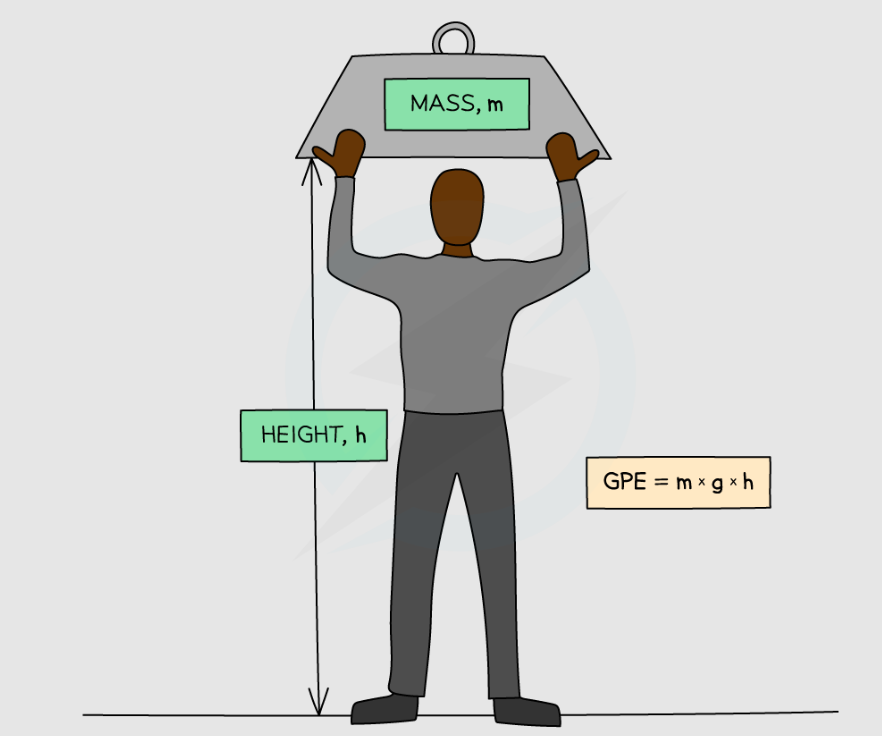 MASS, m
HEIGHT, h
GPE = m × g × h